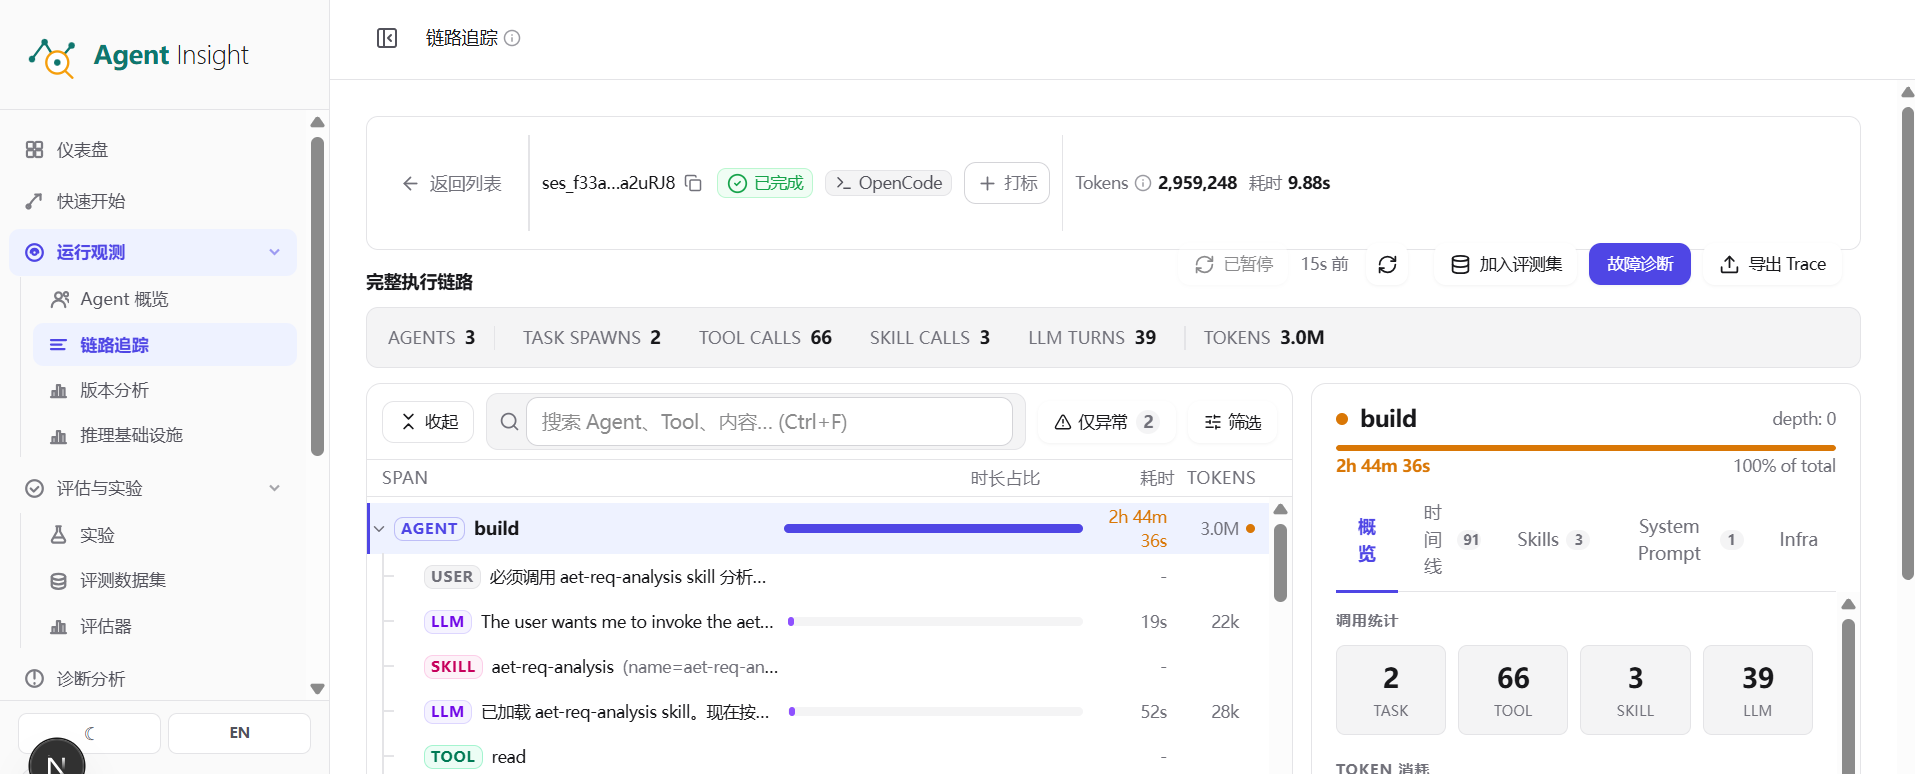 Agent Insight
仪表盘
快速开始
运行观测
Agent 概览
链路追踪
版本分析
推理基础设施
评估与实验
实验
评测数据集
评估器
诊断分析
EN
N
链路追踪
返回列表
ses_f33a...a2uRJ8
已完成
OpenCode
打标
Tokens 2,959,248 耗时 9.88s
完整执行链路
已暂停
15s 前
加入评测集
故障诊断
导出 Trace
AGENTS 3
TASK SPAWNS 2
TOOL CALLS 66
SKILL CALLS 3
LLM TURNS 39
TOKENS 3.0M
收起
搜索 Agent、Tool、内容... (Ctrl+F)
仅异常 2
筛选
SPAN 时长占比 耗时 TOKENS
AGENT build 2h 44m 36s 3.0M
USER 必须调用 aet-req-analysis skill 分析... -
LLM The user wants me to invoke the aet... 19s 22k
SKILL aet-req-analysis (name=aet-req-an... -
LLM 已加载 aet-req-analysis skill。现在按... 52s 28k
TOOL read -
build
depth: 0
2h 44m 36s
100% of total
概览
时间线 91
Skills 3
System Prompt 1
Infra
调用统计
2 TASK
66 TOOL
3 SKILL
39 LLM
TOKEN 消耗